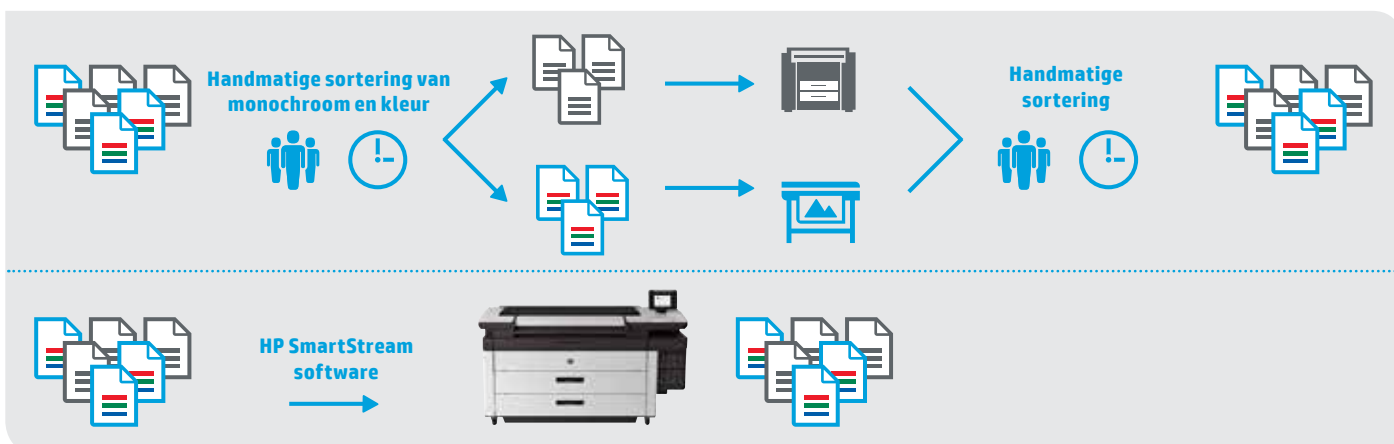 Handmatige sortering van
monochroom en kleur
Handmatige
sortering
HP SmartStream
software